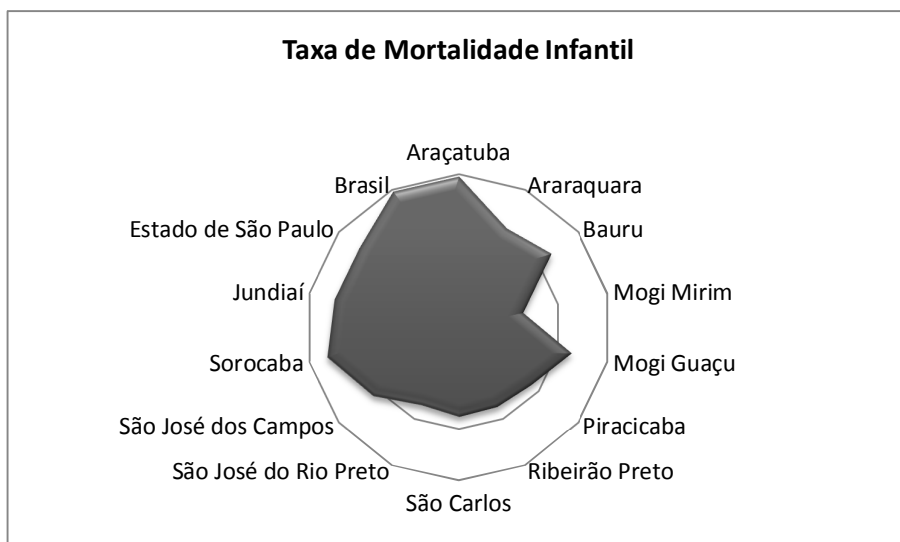 Taxa de Mortalidade Infantil
Araçatuba
Brasil
Araraquara
Estado de São Paulo
Bauru
Jundiaí
Mogi Mirim
Sorocaba
Mogi Guaçu
São José dos Campos
Piracicaba
São José do Rio Preto
Ribeirão Preto
São Carlos